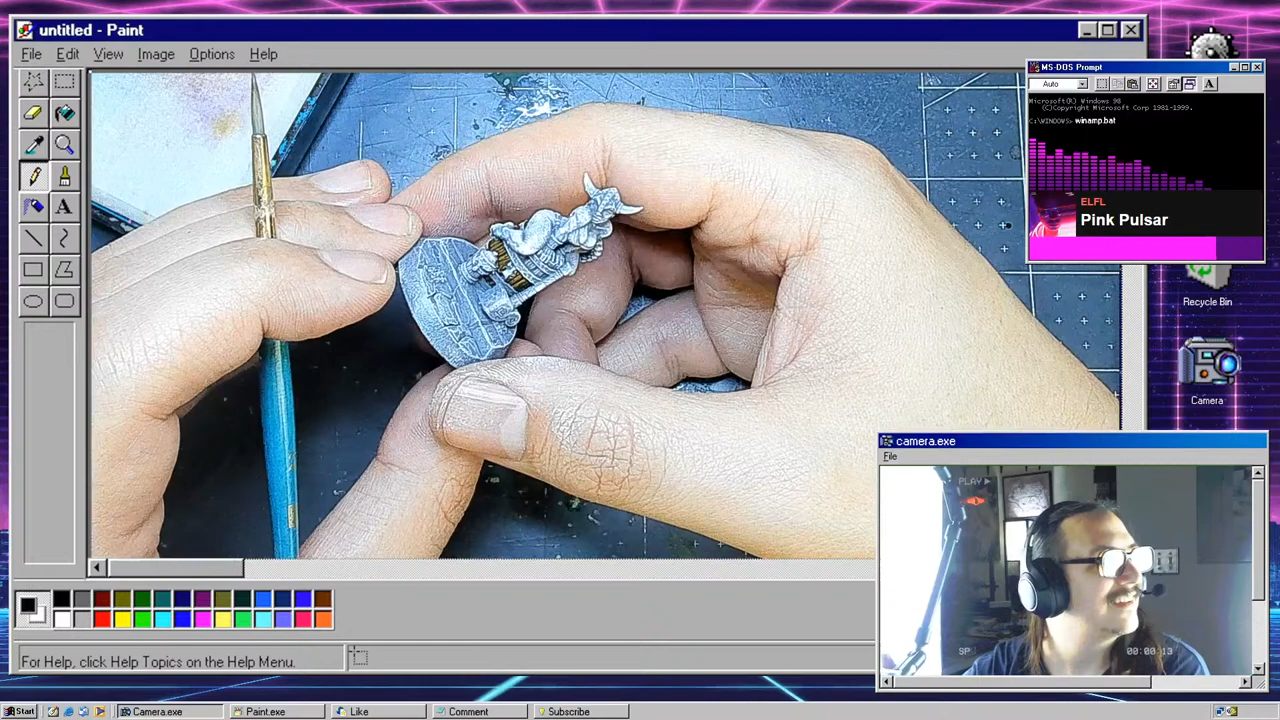 untitled - Paint
File Edit View Image Options Help
MS-DOS Prompt
Auto
A
Microsoft(R) Windows 98
(C)Copyright Microsoft Corp 1981-1999.
C:\WINDOWS> winamp.bat
ELFL
Pink Pulsar
A
Recycle Bin
Camera
camera.exe
File
PLAY
SP 00:00:13
For Help, click Help Topics on the Help Menu.
Start Camera.exe Paint.exe Like Comment Subscribe